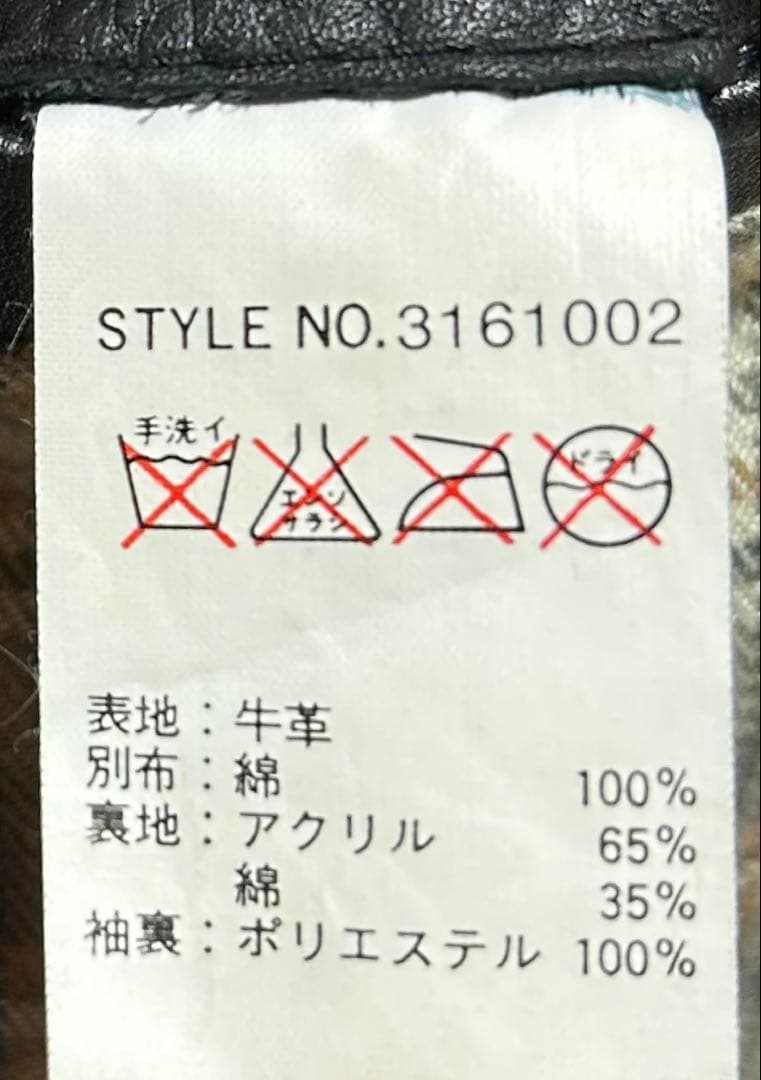 STYLE NO.3161002
手洗イ
エンソ
サラシ
ドライ
表地：牛革
別布：綿 100%
裏地：アクリル 65%
綿 35%
袖裏：ポリエステル 100%